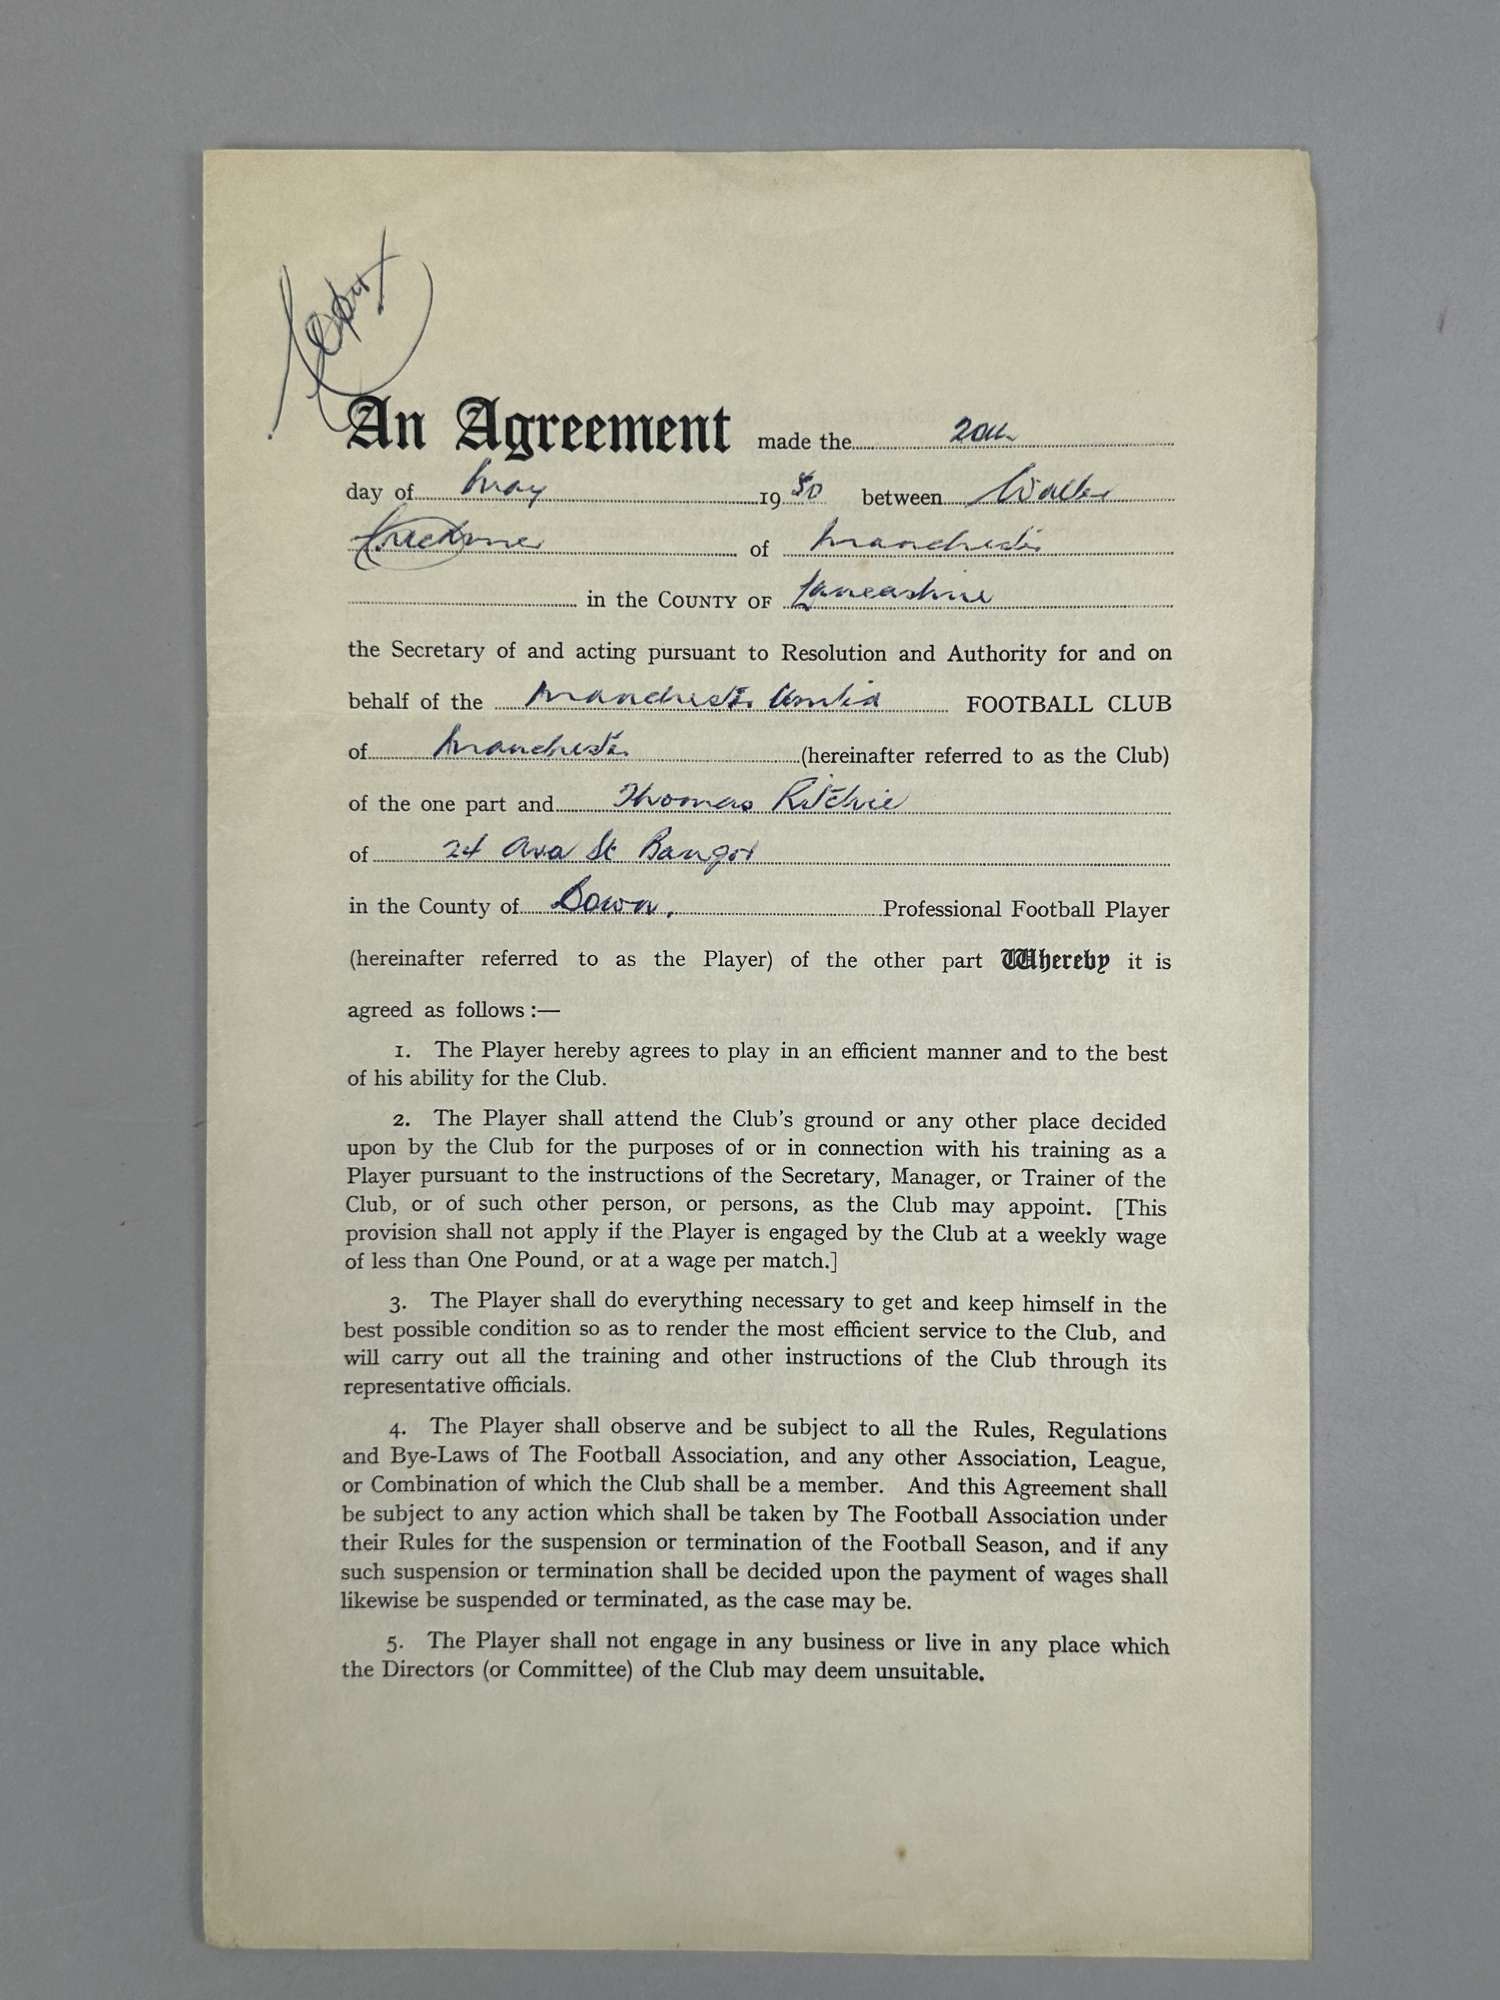 Copy
An Agreement made the 20th
day of May 1950 between Walter
Crickmer of Manchester
in the COUNTY OF Lancashire
the Secretary of and acting pursuant to Resolution and Authority for and on
behalf of the Manchester United FOOTBALL CLUB
of Manchester (hereinafter referred to as the Club)
of the one part and Thomas Ritchie
of 24 Ava St Bangor
in the County of Down. Professional Football Player
(hereinafter referred to as the Player) of the other part Whereby it is
agreed as follows :—
1. The Player hereby agrees to play in an efficient manner and to the best
of his ability for the Club.
2. The Player shall attend the Club's ground or any other place decided
upon by the Club for the purposes of or in connection with his training as a
Player pursuant to the instructions of the Secretary, Manager, or Trainer of the
Club, or of such other person, or persons, as the Club may appoint. [This
provision shall not apply if the Player is engaged by the Club at a weekly wage
of less than One Pound, or at a wage per match.]
3. The Player shall do everything necessary to get and keep himself in the
best possible condition so as to render the most efficient service to the Club, and
will carry out all the training and other instructions of the Club through its
representative officials.
4. The Player shall observe and be subject to all the Rules, Regulations
and Bye-Laws of The Football Association, and any other Association, League,
or Combination of which the Club shall be a member. And this Agreement shall
be subject to any action which shall be taken by The Football Association under
their Rules for the suspension or termination of the Football Season, and if any
such suspension or termination shall be decided upon the payment of wages shall
likewise be suspended or terminated, as the case may be.
5. The Player shall not engage in any business or live in any place which
the Directors (or Committee) of the Club may deem unsuitable.